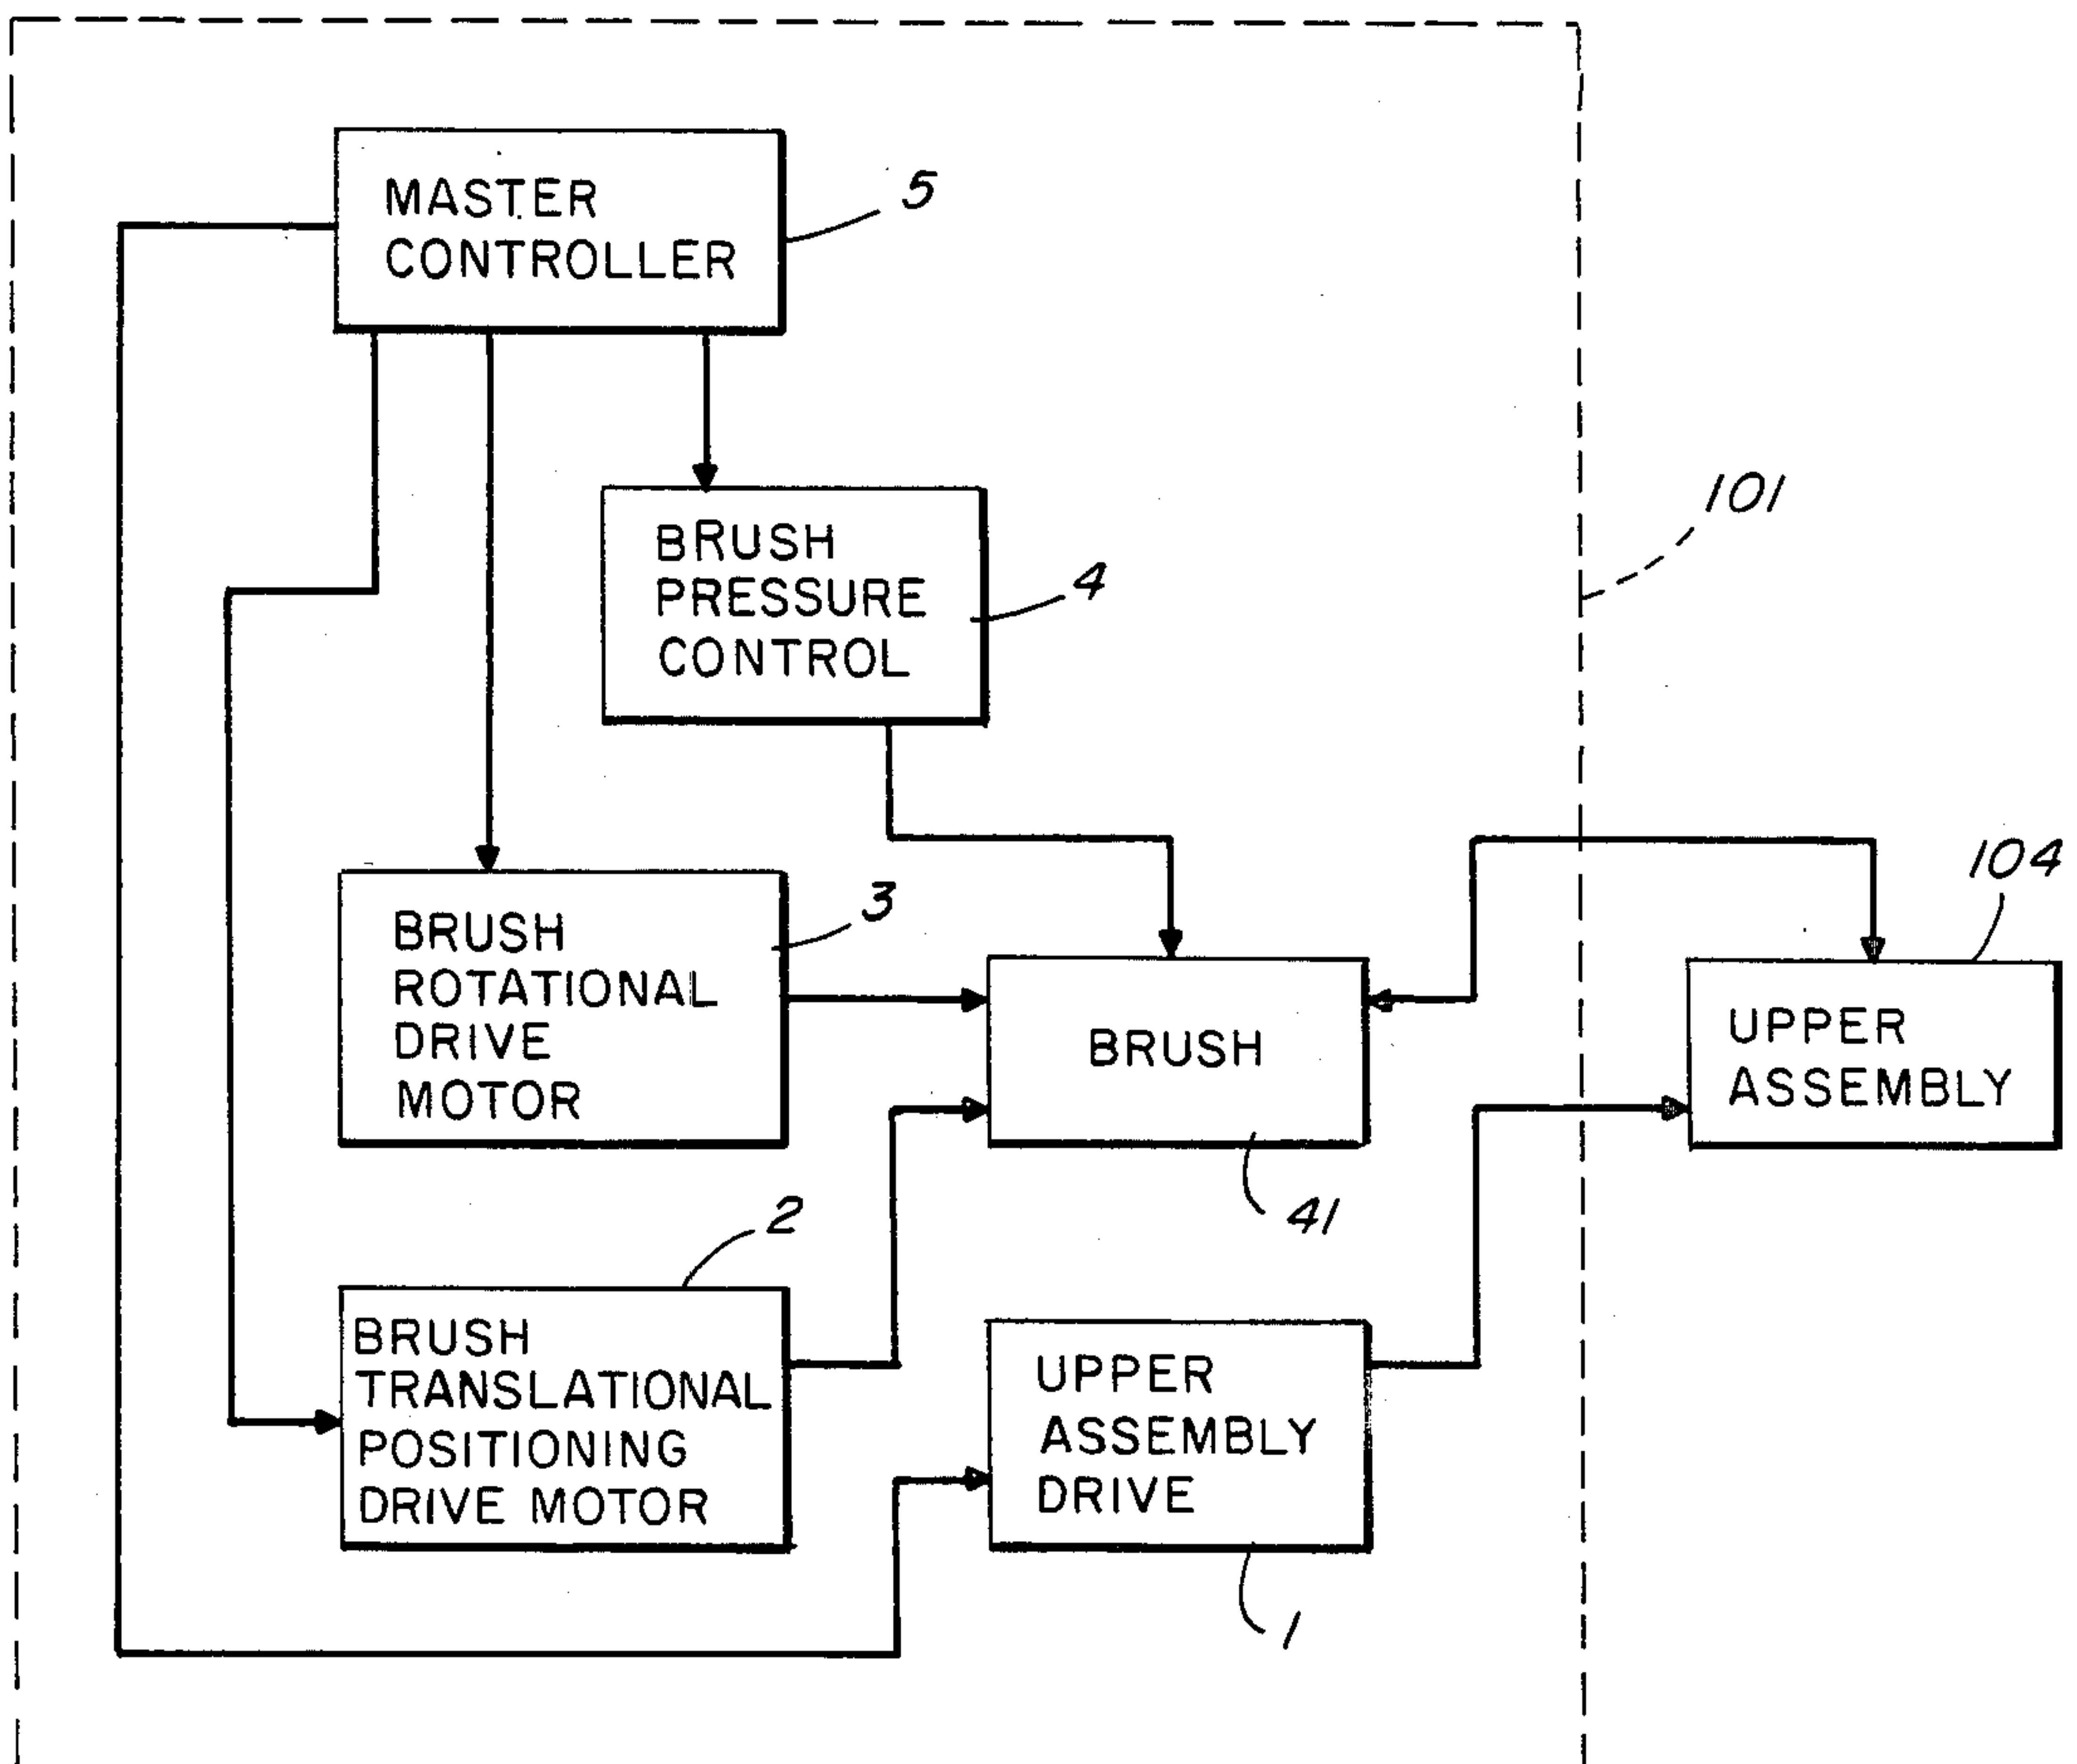 MASTER
CONTROLLER
5
101
BRUSH
PRESSURE
CONTROL
4
BRUSH
ROTATIONAL
DRIVE
MOTOR
3
BRUSH
41
104
UPPER
ASSEMBLY
2
BRUSH
TRANSLATIONAL
POSITIONING
DRIVE MOTOR
UPPER
ASSEMBLY
DRIVE
1